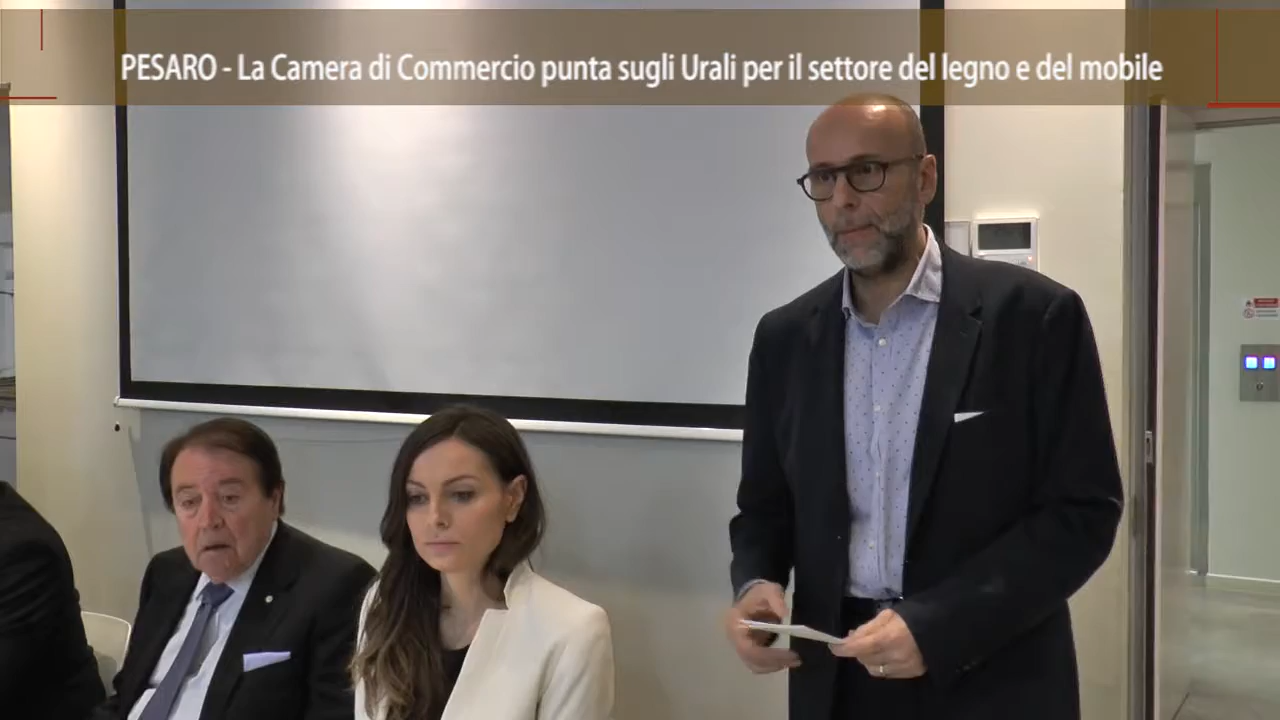 PESARO - La Camera di Commercio punta sugli Urali per il settore del legno e del mobile